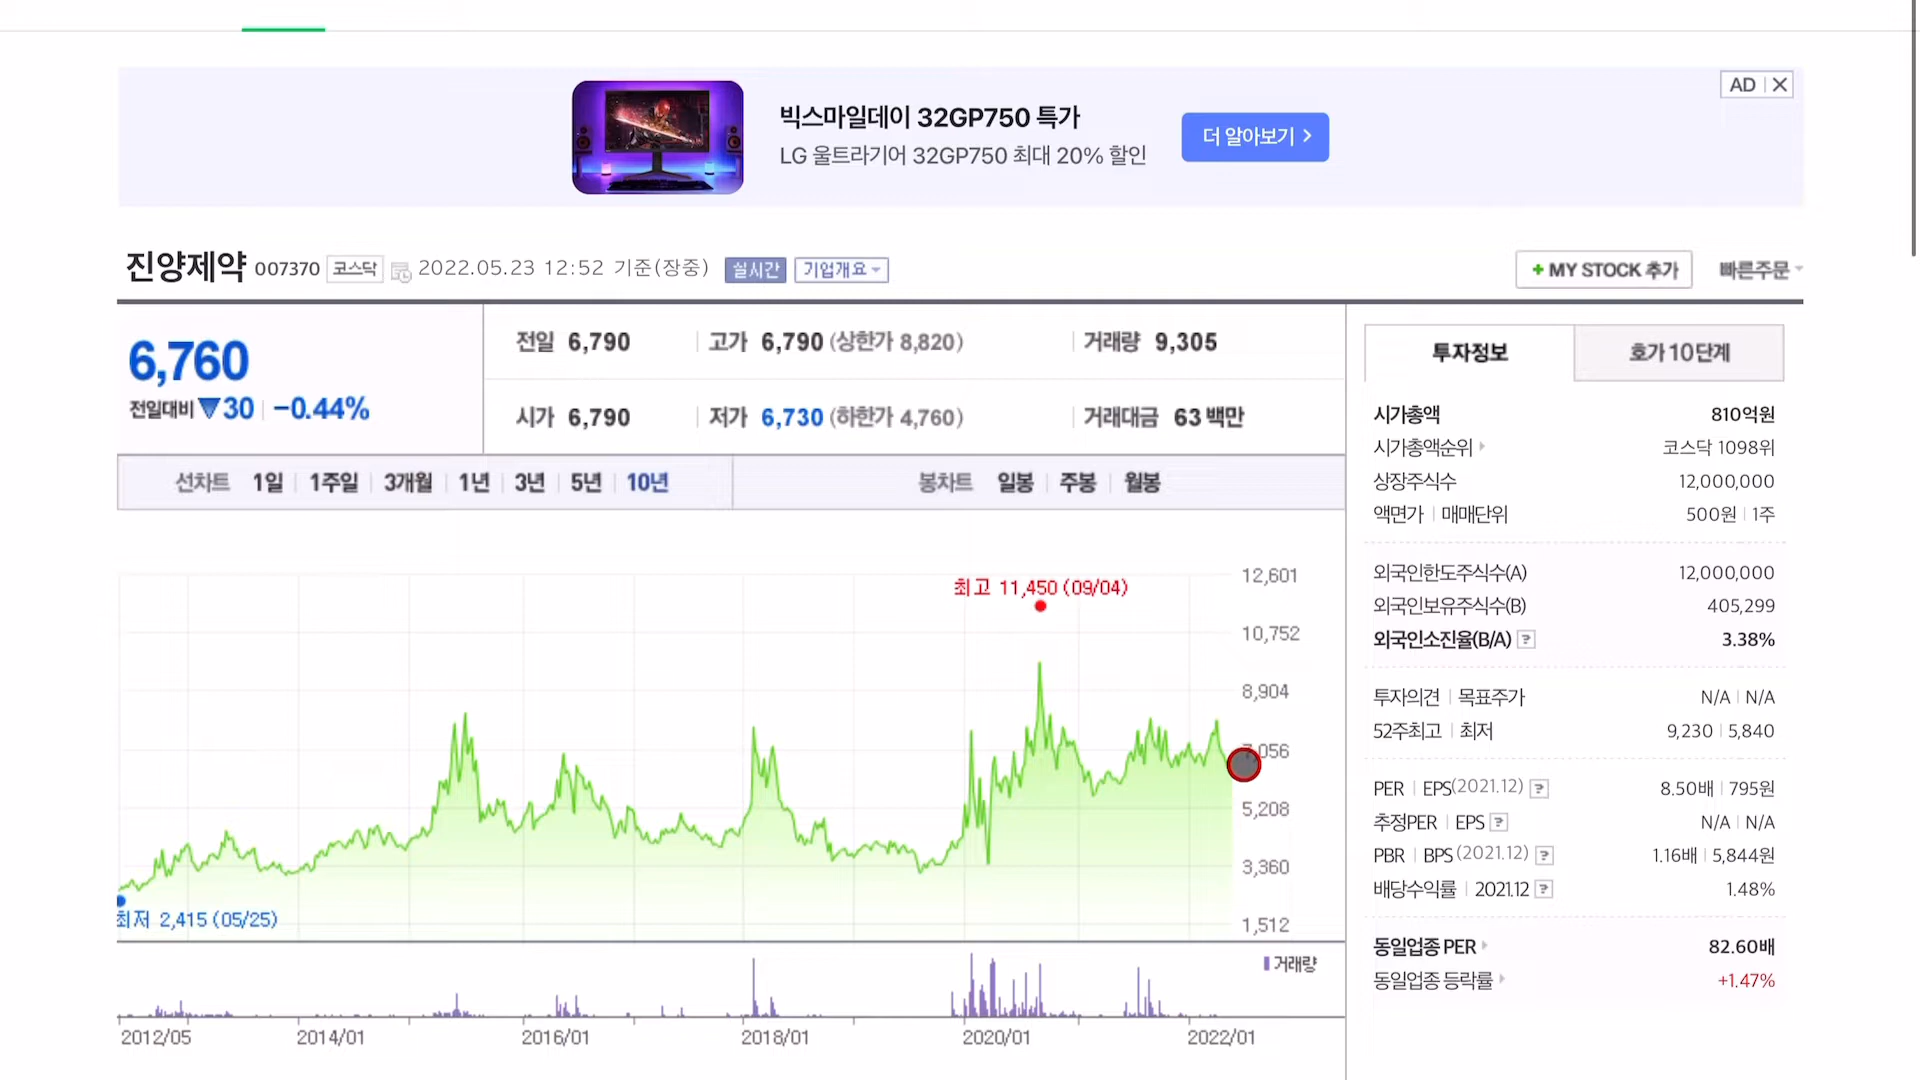 AD
빅스마일데이 32GP750 특가
LG 울트라기어 32GP750 최대 20% 할인
더 알아보기
진양제약 007370 코스닥 2022.05.23 12:52 기준(장중) 실시간 기업개요
+ MY STOCK 추가 빠른주문
6,760
전일대비 ▼30 -0.44%
전일 6,790 고가 6,790 (상한가 8,820) 거래량 9,305
시가 6,790 저가 6,730 (하한가 4,760) 거래대금 63 백만
선차트 1일 1주일 3개월 1년 3년 5년 10년 봉차트 일봉 주봉 월봉
최고 11,450 (09/04)
최저 2,415 (05/25)
12,601
10,752
8,904
7,056
5,208
3,360
1,512
거래량
2012/05 2014/01 2016/01 2018/01 2020/01 2022/01
투자정보 호가 10단계
시가총액 810억원
시가총액순위 코스닥 1098위
상장주식수 12,000,000
액면가 매매단위 500원 1주
외국인한도주식수(A) 12,000,000
외국인보유주식수(B) 405,299
외국인소진율(B/A) ? 3.38%
투자의견 목표주가 N/A N/A
52주최고 최저 9,230 5,840
PER EPS(2021.12) ? 8.50배 795원
추정PER EPS ? N/A N/A
PBR BPS (2021.12) ? 1.16배 5,844원
배당수익률 2021.12 ? 1.48%
동일업종 PER 82.60배
동일업종 등락률 +1.47%